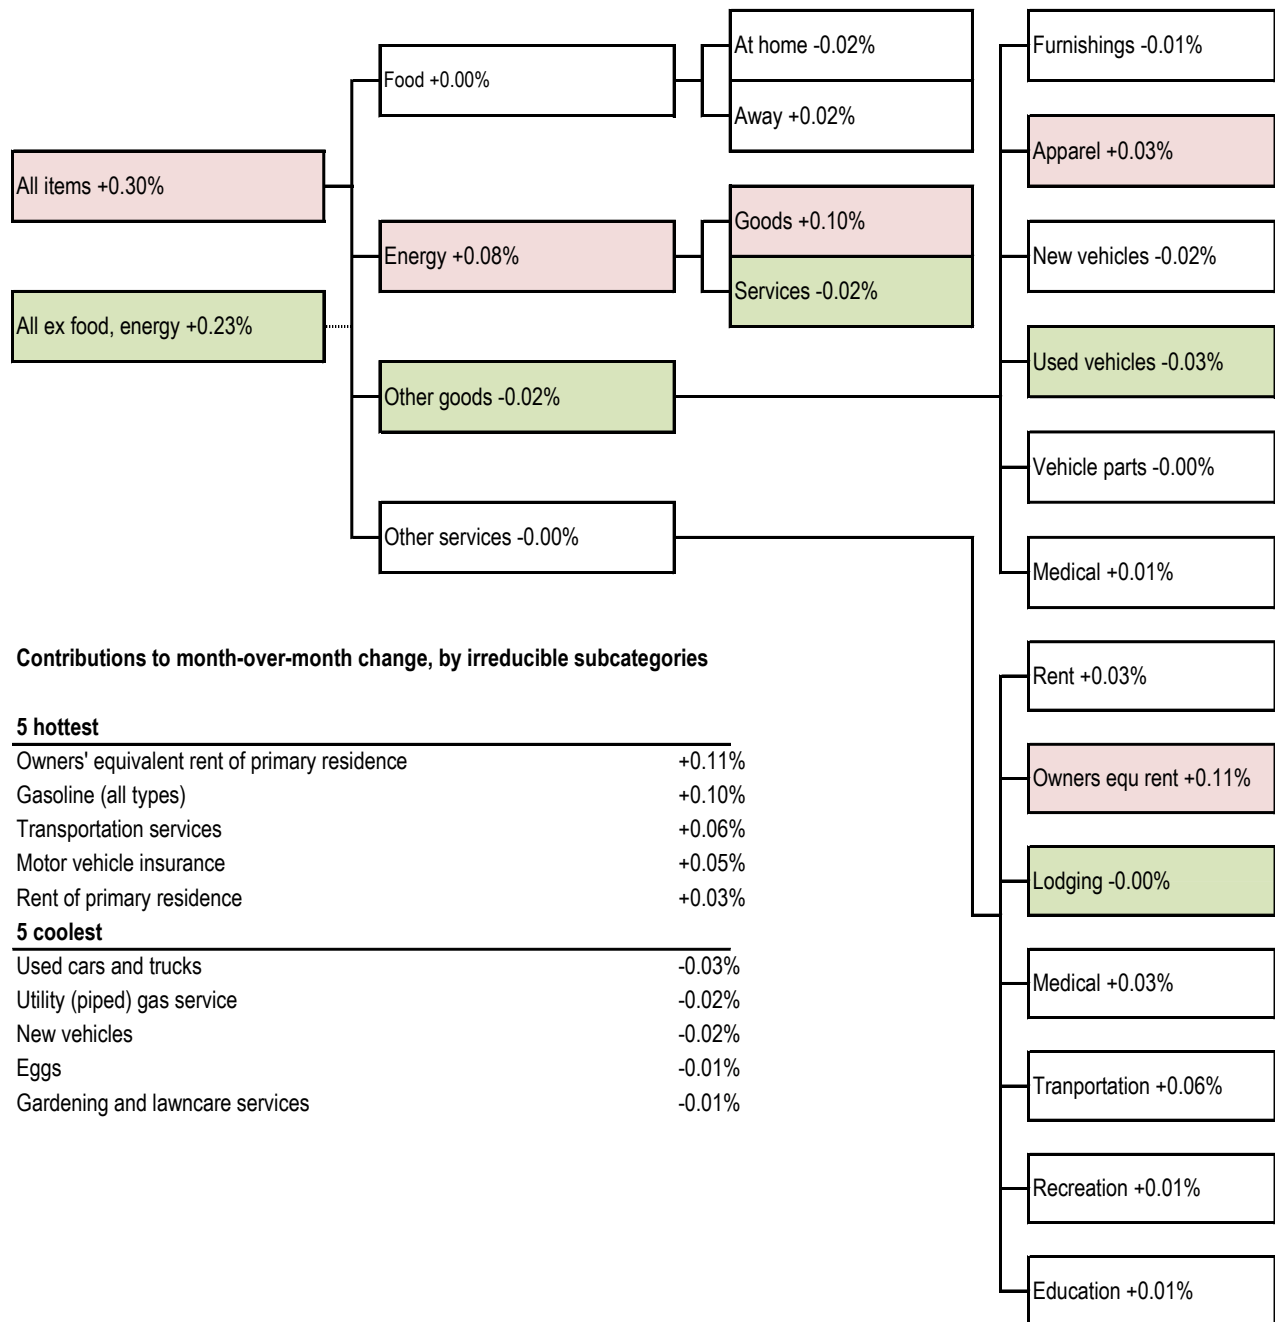 All items +0.30%
All ex food, energy +0.23%
Food +0.00%
Energy +0.08%
Other goods -0.02%
Other services -0.00%
At home -0.02%
Away +0.02%
Goods +0.10%
Services -0.02%
Furnishings -0.01%
Apparel +0.03%
New vehicles -0.02%
Used vehicles -0.03%
Vehicle parts -0.00%
Medical +0.01%
Rent +0.03%
Owners equ rent +0.11%
Lodging -0.00%
Medical +0.03%
Tranportation +0.06%
Recreation +0.01%
Education +0.01%
Contributions to month-over-month change, by irreducible subcategories
5 hottest
Owners' equivalent rent of primary residence +0.11%
Gasoline (all types) +0.10%
Transportation services +0.06%
Motor vehicle insurance +0.05%
Rent of primary residence +0.03%
5 coolest
Used cars and trucks -0.03%
Utility (piped) gas service -0.02%
New vehicles -0.02%
Eggs -0.01%
Gardening and lawncare services -0.01%